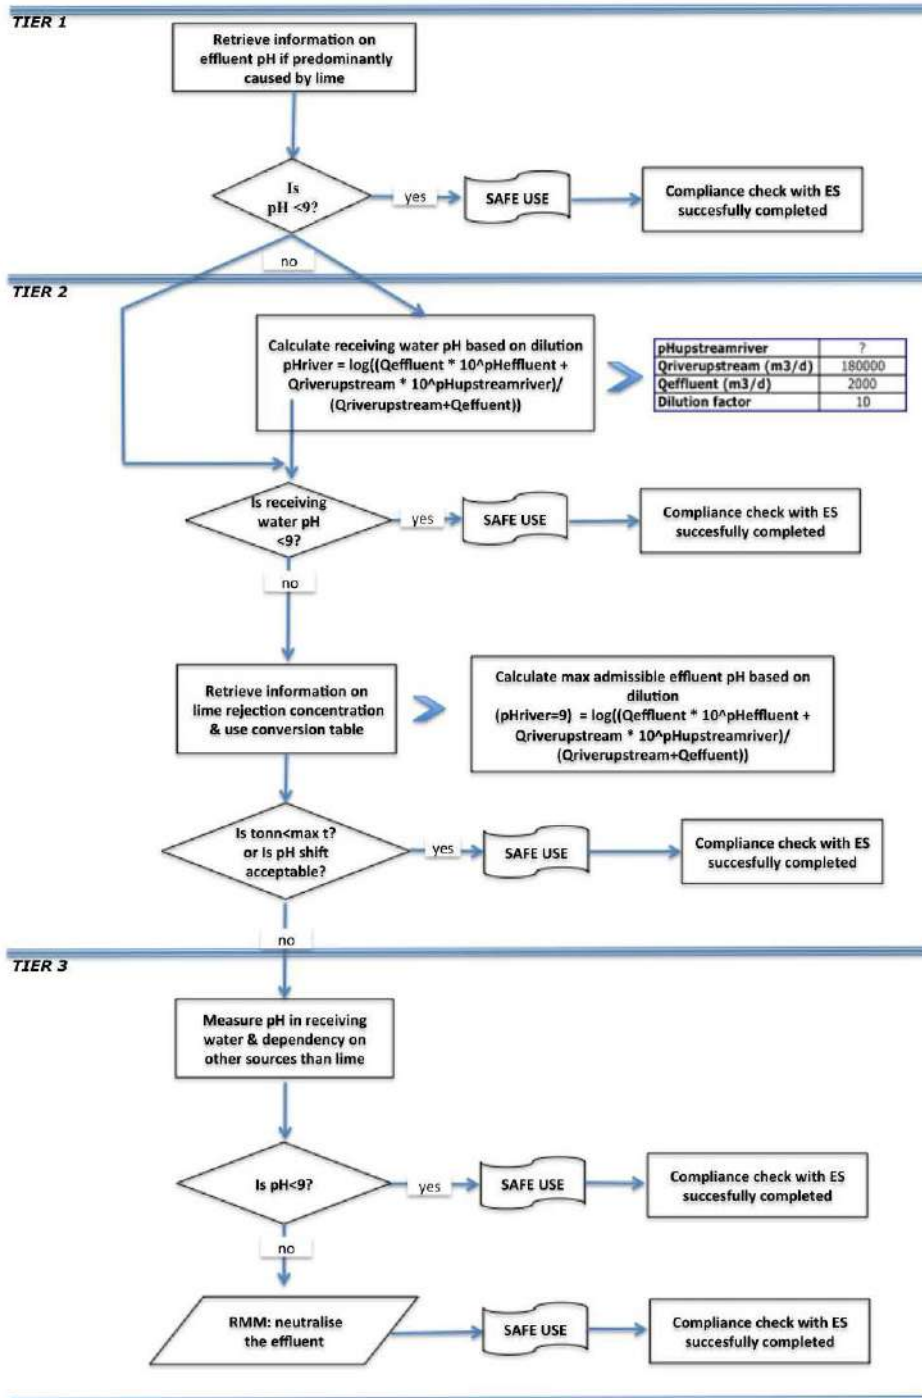 TIER 1
Retrieve information on
effluent pH if predominantly
caused by lime
Is
pH <9?
yes
SAFE USE
Compliance check with ES
succesfully completed
no
TIER 2
Calculate receiving water pH based on dilution
pHriver = log((Qeffluent * 10^pHeffluent +
Qriverupstream * 10^pHupstreamriver)/
(Qriverupstream+Qeffuent))
pHupstreamriver ?
Qriverupstream (m3/d) 180000
Qeffluent (m3/d) 2000
Dilution factor 10
Is receiving
water pH
<9?
yes
SAFE USE
Compliance check with ES
succesfully completed
no
Retrieve information on
lime rejection concentration
& use conversion table
Calculate max admissible effluent pH based on
dilution
(pHriver=9) = log((Qeffluent * 10^pHeffluent +
Qriverupstream * 10^pHupstreamriver)/
(Qriverupstream+Qeffuent))
Is tonn<max t?
or Is pH shift
acceptable?
yes
SAFE USE
Compliance check with ES
succesfully completed
no
TIER 3
Measure pH in receiving
water & dependency on
other sources than lime
Is pH<9?
yes
SAFE USE
Compliance check with ES
succesfully completed
no
RMM: neutralise
the effluent
SAFE USE
Compliance check with ES
succesfully completed